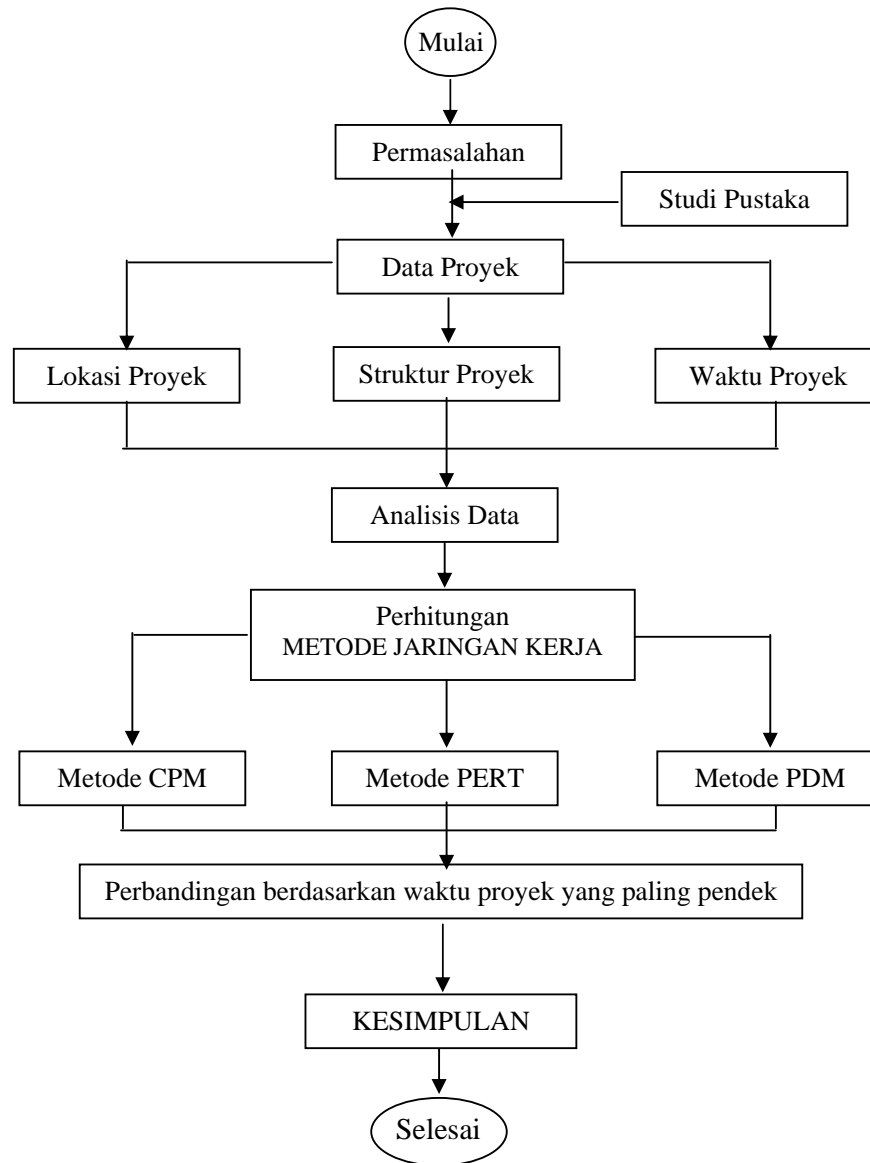 Mulai
Permasalahan
Studi Pustaka
Data Proyek
Lokasi Proyek
Struktur Proyek
Waktu Proyek
Analisis Data
Perhitungan
METODE JARINGAN KERJA
Metode CPM
Metode PERT
Metode PDM
Perbandingan berdasarkan waktu proyek yang paling pendek
KESIMPULAN
Selesai